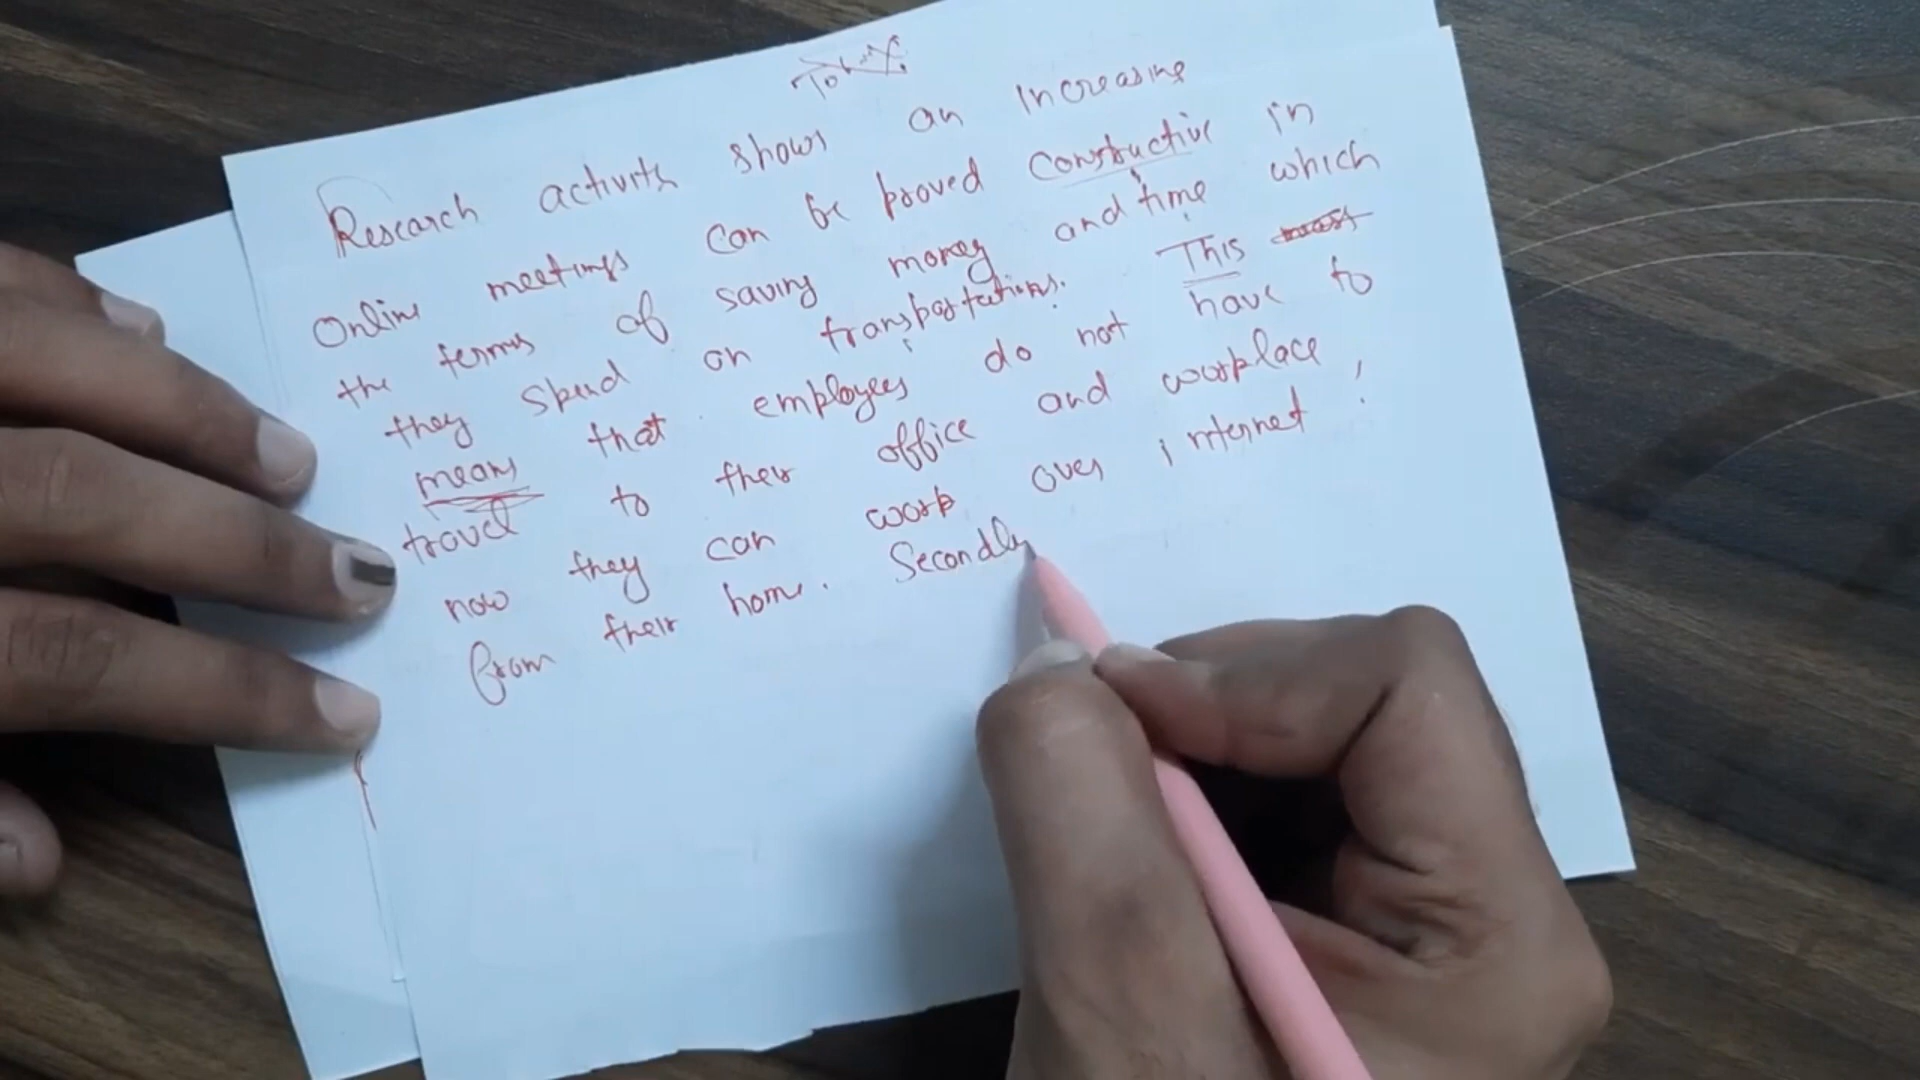 Research activity shows an increasing
Online meetings can be proved constructive in
the terms of saving money and time which
they spend on transportations. This
means that employees do not have to
travel to their office and workplace,
now they can work over internet,
from their home. Secondly